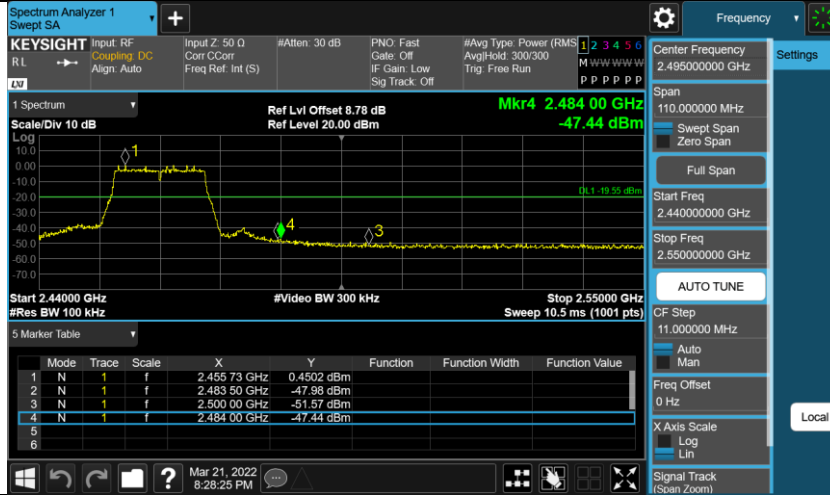 Spectrum Analyzer 1
Swept SA
Frequency
KEYSIGHT
RL
LXI
Input: RF
Coupling: DC
Align: Auto
Input Z: 50 Ω
Corr CCorr
Freq Ref: Int (S)
#Atten: 30 dB
PNO: Fast
Gate: Off
IF Gain: Low
Sig Track: Off
#Avg Type: Power (RMS
Avg|Hold: 300/300
Trig: Free Run
1 2 3 4 5 6
M W W W W W
P P P P P P
1 Spectrum
Scale/Div 10 dB
Ref Lvl Offset 8.78 dB
Ref Level 20.00 dBm
Mkr4 2.484 00 GHz
-47.44 dBm
Log
10.0
0.00
-10.0
-20.0
-30.0
-40.0
-50.0
-60.0
-70.0
1
4
3
DL1 -19.55 dBm
Start 2.44000 GHz
#Video BW 300 kHz
Stop 2.55000 GHz
#Res BW 100 kHz
Sweep 10.5 ms (1001 pts)
5 Marker Table
Mode Trace Scale X Y Function Function Width Function Value
1 N 1 f 2.455 73 GHz 0.4502 dBm
2 N 1 f 2.483 50 GHz -47.98 dBm
3 N 1 f 2.500 00 GHz -51.57 dBm
4 N 1 f 2.484 00 GHz -47.44 dBm
5
6
Mar 21, 2022
8:28:25 PM
Center Frequency
2.495000000 GHz
Settings
Span
110.000000 MHz
Swept Span
Zero Span
Full Span
Start Freq
2.440000000 GHz
Stop Freq
2.550000000 GHz
AUTO TUNE
CF Step
11.000000 MHz
Auto
Man
Freq Offset
0 Hz
Local
X Axis Scale
Log
Lin
Signal Track
(Span Zoom)